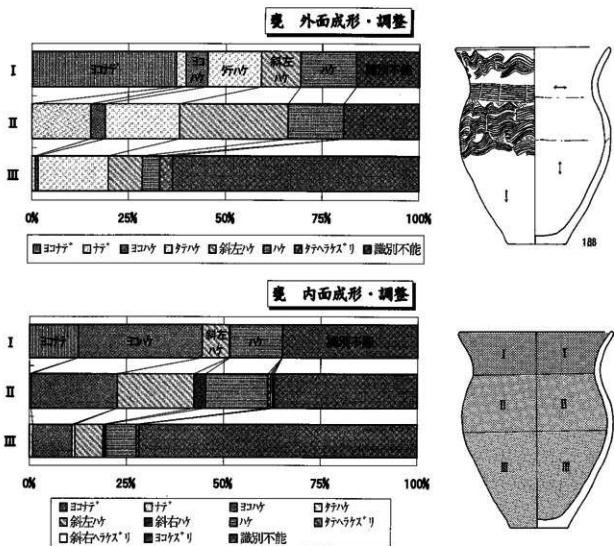 甕 外面成形・調整
I
ヨコナデ ヨコハケ タテハケ 斜左ハケ ハケ 識別不能
II
III
0% 25% 50% 75% 100%
ヨコナデ ナデ ヨコハケ タテハケ 斜左ハケ ハケ タテヘラケズリ 識別不能
188
甕 内面成形・調整
I
ヨコナデ ヨコハケ 斜左ハケ ハケ 識別不能
II
III
0% 25% 50% 75% 100%
ヨコナデ ナデ ヨコハケ タテハケ
斜左ハケ 斜右ハケ ハケ タテヘラケズリ
斜右ヘラケズリ ヨコケズリ 識別不能
I I
II II
III III